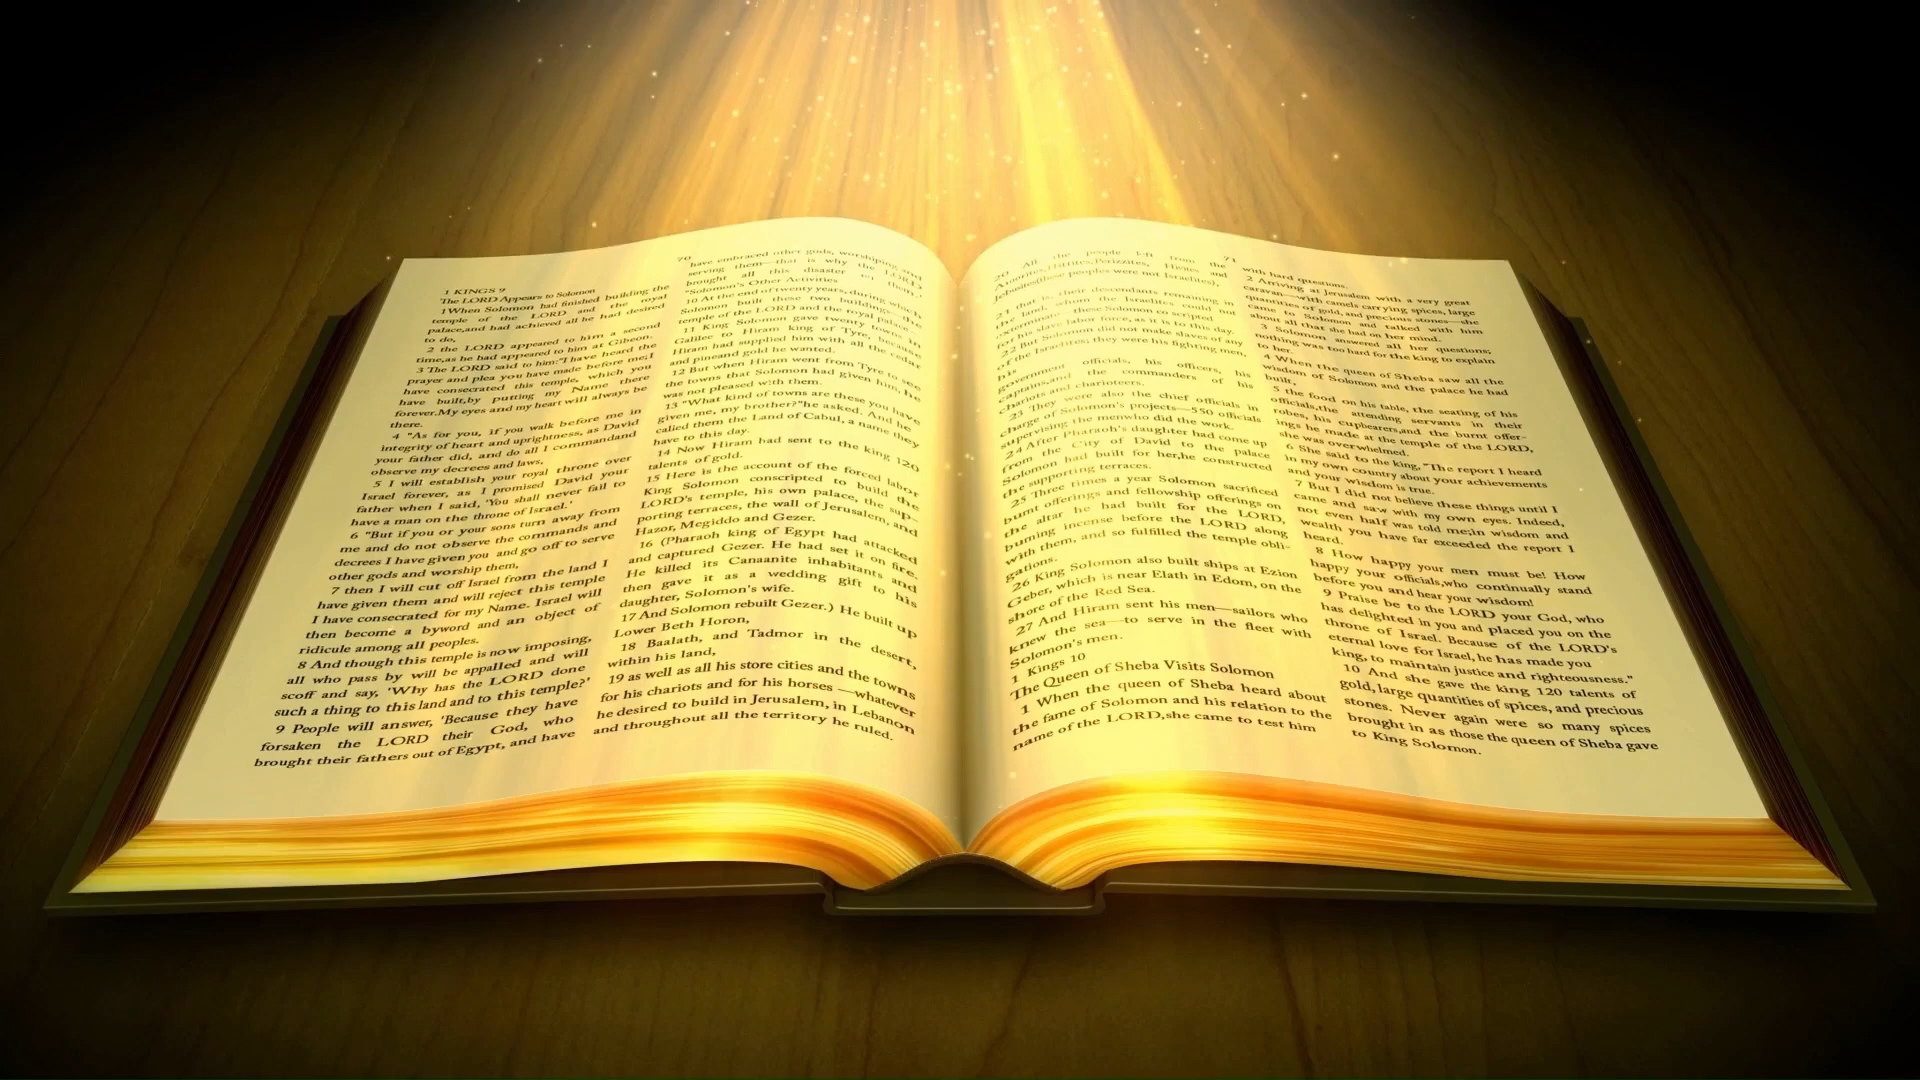 70
1 KINGS 9
The LORD Appears to Solomon
1When Solomon had finished building the
temple of the LORD and the royal
palace,and had achieved all he had desired
to do,
2 the LORD appeared to him a second
time,as he had appeared to him at Gibeon.
3 The LORD said to him:"I have heard the
prayer and plea you have made before me;I
have consecrated this temple, which you
have built,by putting my Name there
forever.My eyes and my heart will always be
there.
4 "As for you, if you walk before me in
integrity of heart and uprightness, as David
your father did, and do all I commandand
observe my decrees and laws,
5 I will establish your royal throne over
Israel forever, as I promised David your
father when I said, 'You shall never fail to
have a man on the throne of Israel.'
6 "But if you or your sons turn away from
me and do not observe the commands and
decrees I have given you and go off to serve
other gods and worship them,
7 then I will cut off Israel from the land I
have given them and will reject this temple
I have consecrated for my Name. Israel will
then become a byword and an object of
ridicule among all peoples.
8 And though this temple is now imposing,
all who pass by will be appalled and will
scoff and say, 'Why has the LORD done
such a thing to this land and to this temple?'
9 People will answer, 'Because they have
forsaken the LORD their God, who
brought their fathers out of Egypt, and have
have embraced other gods, worshiping and
serving them—that is why the LORD
brought all this disaster on them.'
"Solomon's Other Activities
10 At the end of twenty years, during which
Solomon built these two buildings—the
temple of the LORD and the royal palace—
11 King Solomon gave twenty towns in
Galilee to Hiram king of Tyre, because
Hiram had supplied him with all the cedar
and pineand gold he wanted.
12 But when Hiram went from Tyre to see
the towns that Solomon had given him, he
was not pleased with them.
13 "What kind of towns are these you have
given me, my brother?"he asked. And he
called them the Land of Cabul, a name they
have to this day.
14 Now Hiram had sent to the king 120
talents of gold.
15 Here is the account of the forced labor
King Solomon conscripted to build the
LORD's temple, his own palace, the sup-
porting terraces, the wall of Jerusalem, and
Hazor, Megiddo and Gezer.
16 (Pharaoh king of Egypt had attacked
and captured Gezer. He had set it on fire.
He killed its Canaanite inhabitants and
then gave it as a wedding gift to his
daughter, Solomon's wife.
17 And Solomon rebuilt Gezer.) He built up
Lower Beth Horon,
18 Baalath, and Tadmor in the desert,
within his land,
19 as well as all his store cities and the towns
for his chariots and for his horses —whatever
he desired to build in Jerusalem, in Lebanon
and throughout all the territory he ruled.
71
20 All the people left from the
Amorites,Hittites,Perizzites, Hivites and
Jebusites(those peoples were not Israelites),
21 that is, their descendants remaining in
the land, whom the Israelites could not
exterminate—these Solomon co scripted
for his slave labor force, as it is to this day.
22 But Solomon did not make slaves of any
of the Israelites; they were his fighting men,
his
government officials, his officers, his
captains,and the commanders of his
chariots and charioteers.
23 They were also the chief officials in
charge of Solomon's projects—550 officials
supervising the menwho did the work.
24 After Pharaoh's daughter had come up
from the City of David to the palace
Solomon had built for her,he constructed
the supporting terraces.
25 Three times a year Solomon sacrificed
burnt offerings and fellowship offerings on
the altar he had built for the LORD,
burning incense before the LORD along
with them, and so fulfilled the temple obli-
gations.
26 King Solomon also built ships at Ezion
Geber, which is near Elath in Edom, on the
shore of the Red Sea.
27 And Hiram sent his men—sailors who
knew the sea—to serve in the fleet with
Solomon's men.
1 Kings 10
The Queen of Sheba Visits Solomon
1 When the queen of Sheba heard about
the fame of Solomon and his relation to the
name of the LORD,she came to test him
with hard questions.
2 Arriving at Jerusalem with a very great
caravan—with camels carrying spices, large
quantities of gold, and precious stones—she
came to Solomon and talked with him
about all that she had on her mind.
3 Solomon answered all her questions;
nothing was too hard for the king to explain
to her.
4 When the queen of Sheba saw all the
wisdom of Solomon and the palace he had
built,
5 the food on his table, the seating of his
officials,the attending servants in their
robes, his cupbearers,and the burnt offer-
ings he made at the temple of the LORD,
she was overwhelmed.
6 She said to the king, "The report I heard
in my own country about your achievements
and your wisdom is true.
7 But I did not believe these things until I
came and saw with my own eyes. Indeed,
not even half was told me;in wisdom and
wealth you have far exceeded the report I
heard.
8 How happy your men must be! How
happy your officials,who continually stand
before you and hear your wisdom!
9 Praise be to the LORD your God, who
has delighted in you and placed you on the
throne of Israel. Because of the LORD's
eternal love for Israel, he has made you
king, to maintain justice and righteousness."
10 And she gave the king 120 talents of
gold, large quantities of spices, and precious
stones. Never again were so many spices
brought in as those the queen of Sheba gave
to King Solomon.